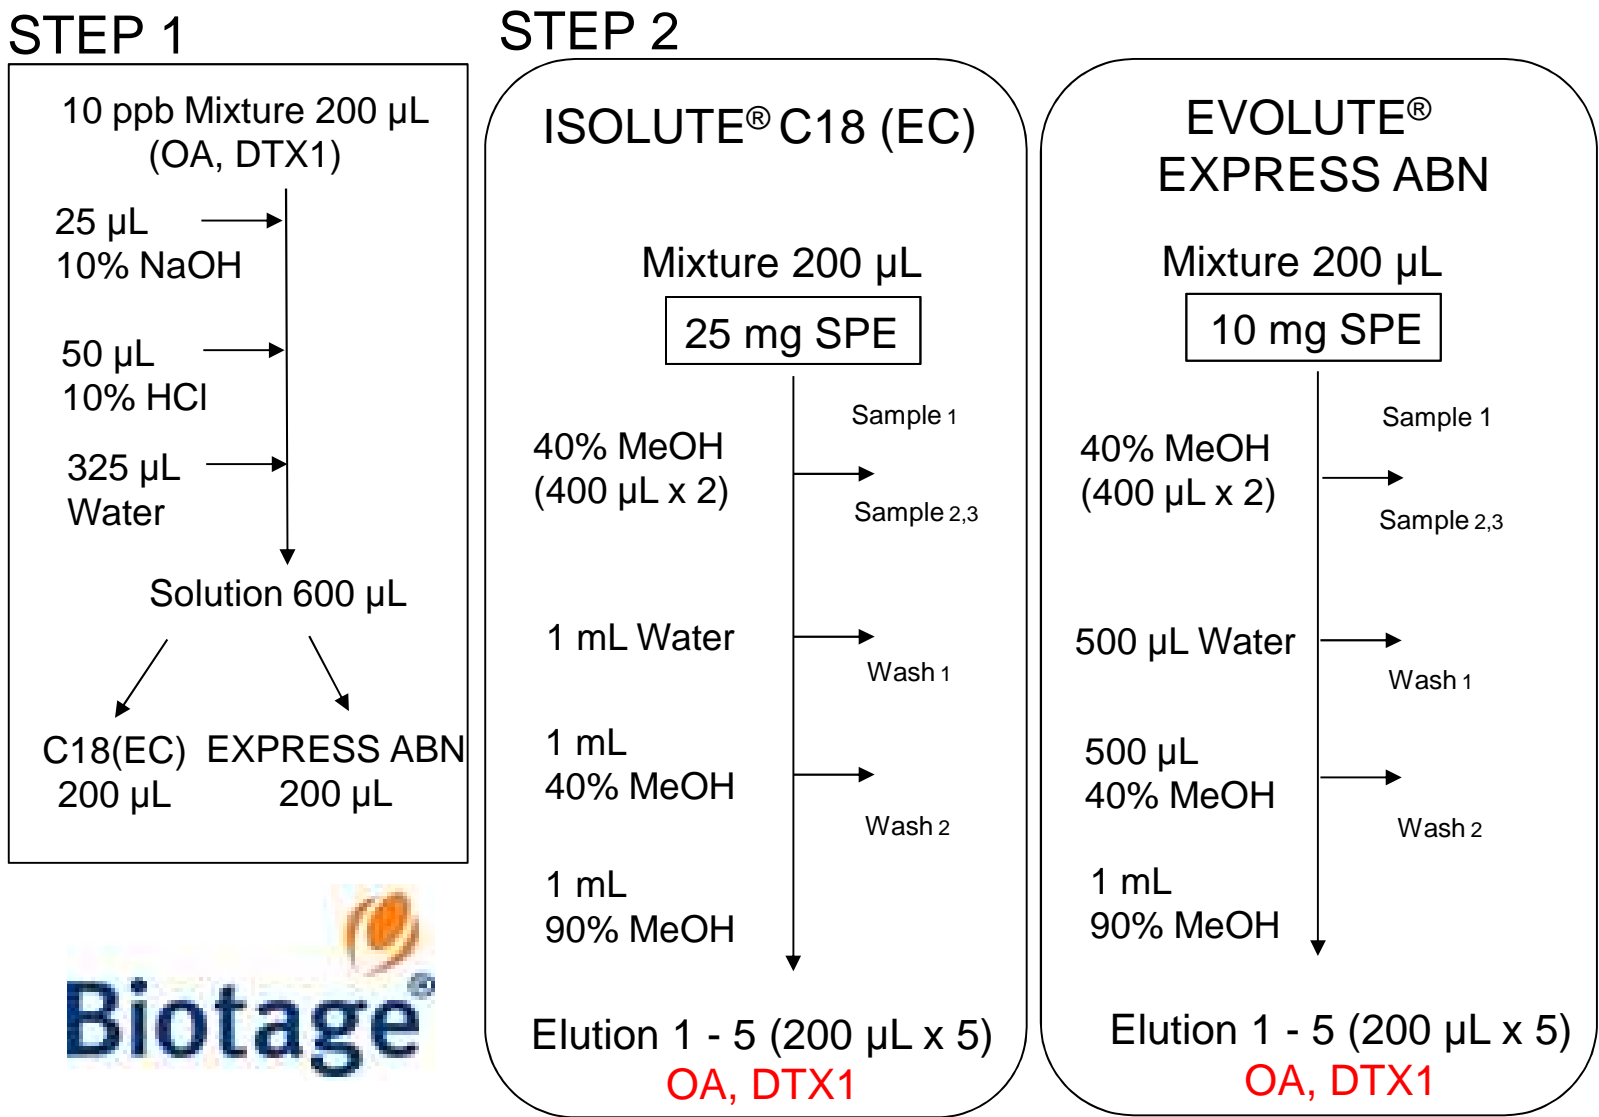 STEP 1
10 ppb Mixture 200 µL
(OA, DTX1)
25 µL
10% NaOH
50 µL
10% HCl
325 µL
Water
Solution 600 µL
C18(EC) EXPRESS ABN
200 µL 200 µL
Biotage®
STEP 2
ISOLUTE® C18 (EC)
Mixture 200 µL
25 mg SPE
Sample 1
40% MeOH
(400 µL x 2)
Sample 2,3
1 mL Water
Wash 1
1 mL
40% MeOH
Wash 2
1 mL
90% MeOH
Elution 1 - 5 (200 µL x 5)
OA, DTX1
EVOLUTE®
EXPRESS ABN
Mixture 200 µL
10 mg SPE
Sample 1
40% MeOH
(400 µL x 2)
Sample 2,3
500 µL Water
Wash 1
500 µL
40% MeOH
Wash 2
1 mL
90% MeOH
Elution 1 - 5 (200 µL x 5)
OA, DTX1